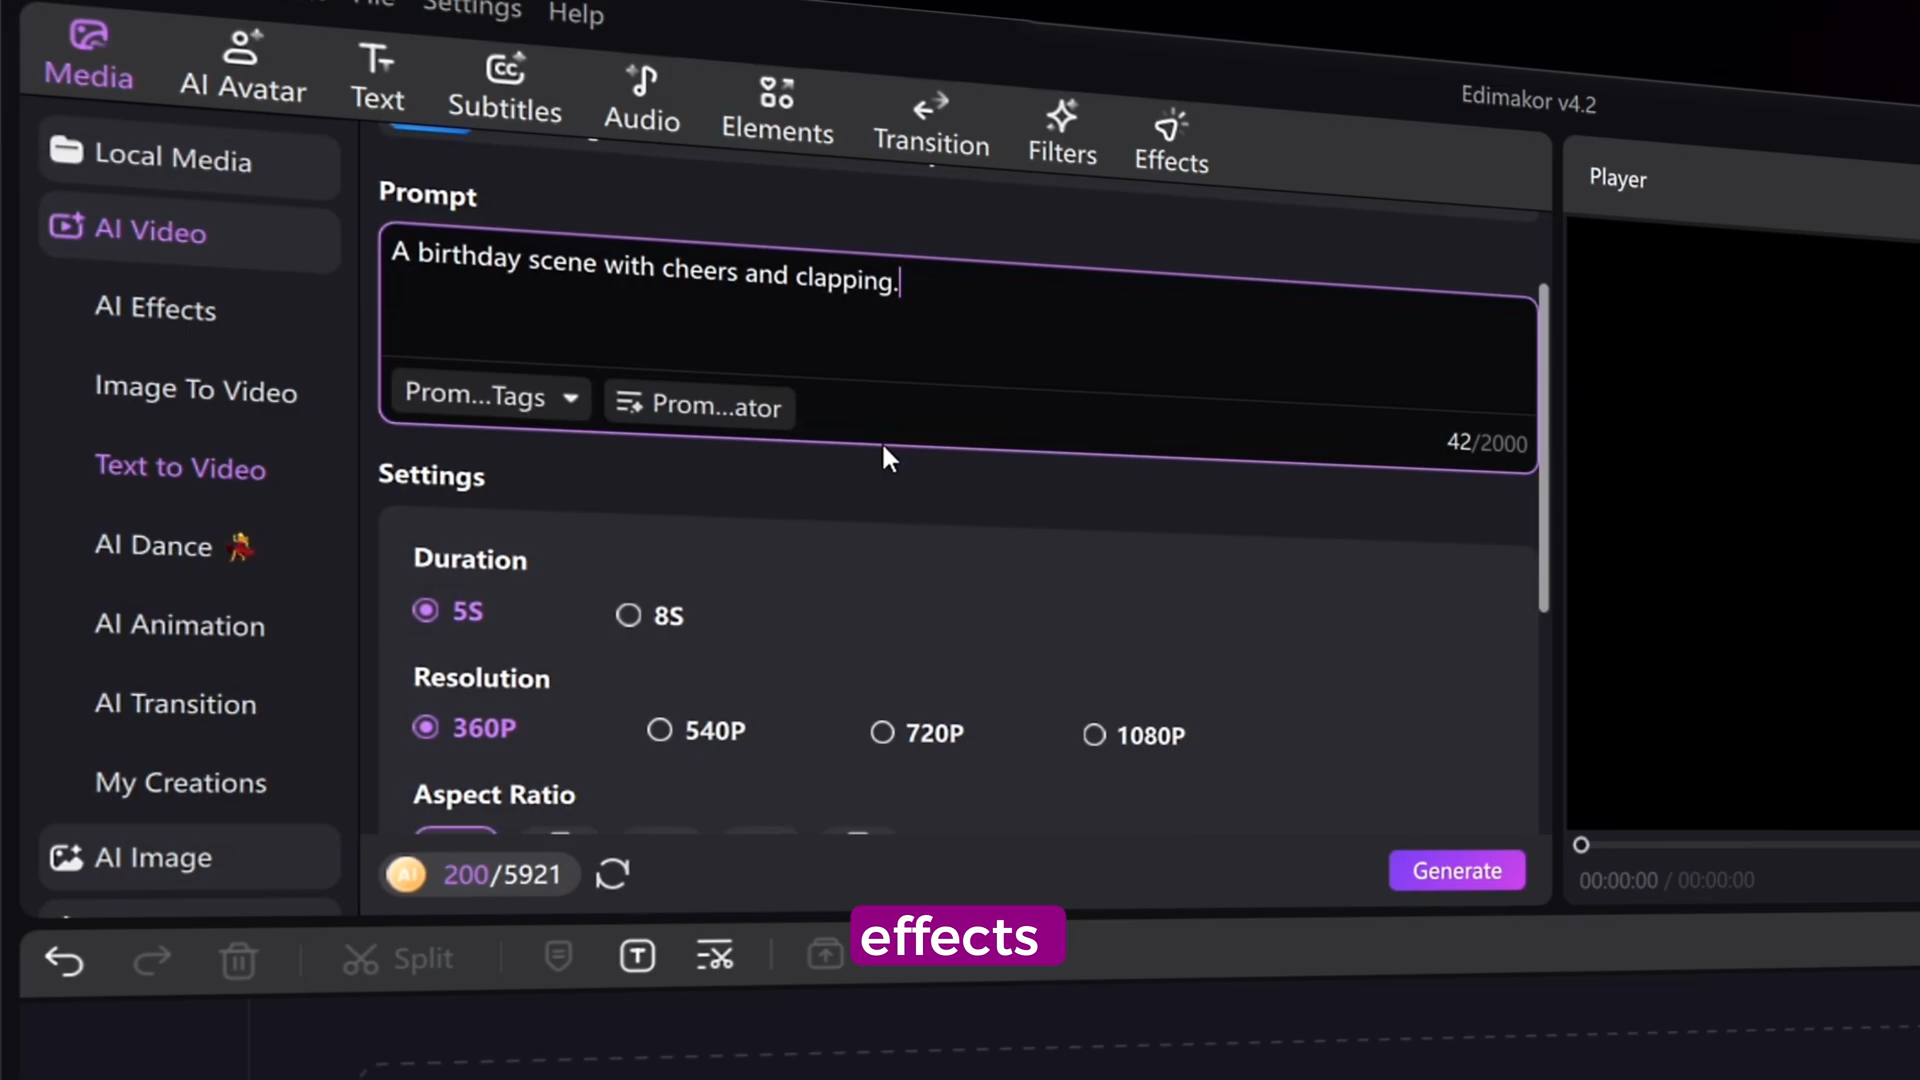 Settings
Help
Edimakor v4.2
Media
AI Avatar
Text
Subtitles
Audio
Elements
Transition
Filters
Effects
Local Media
AI Video
AI Effects
Image To Video
Text to Video
AI Dance
AI Animation
AI Transition
My Creations
AI Image
Prompt
A birthday scene with cheers and clapping.
Prom...Tags
Prom...ator
42/2000
Settings
Duration
5S
8S
Resolution
360P
540P
720P
1080P
Aspect Ratio
AI
200/5921
Generate
Player
00:00:00 / 00:00:00
Split
effects